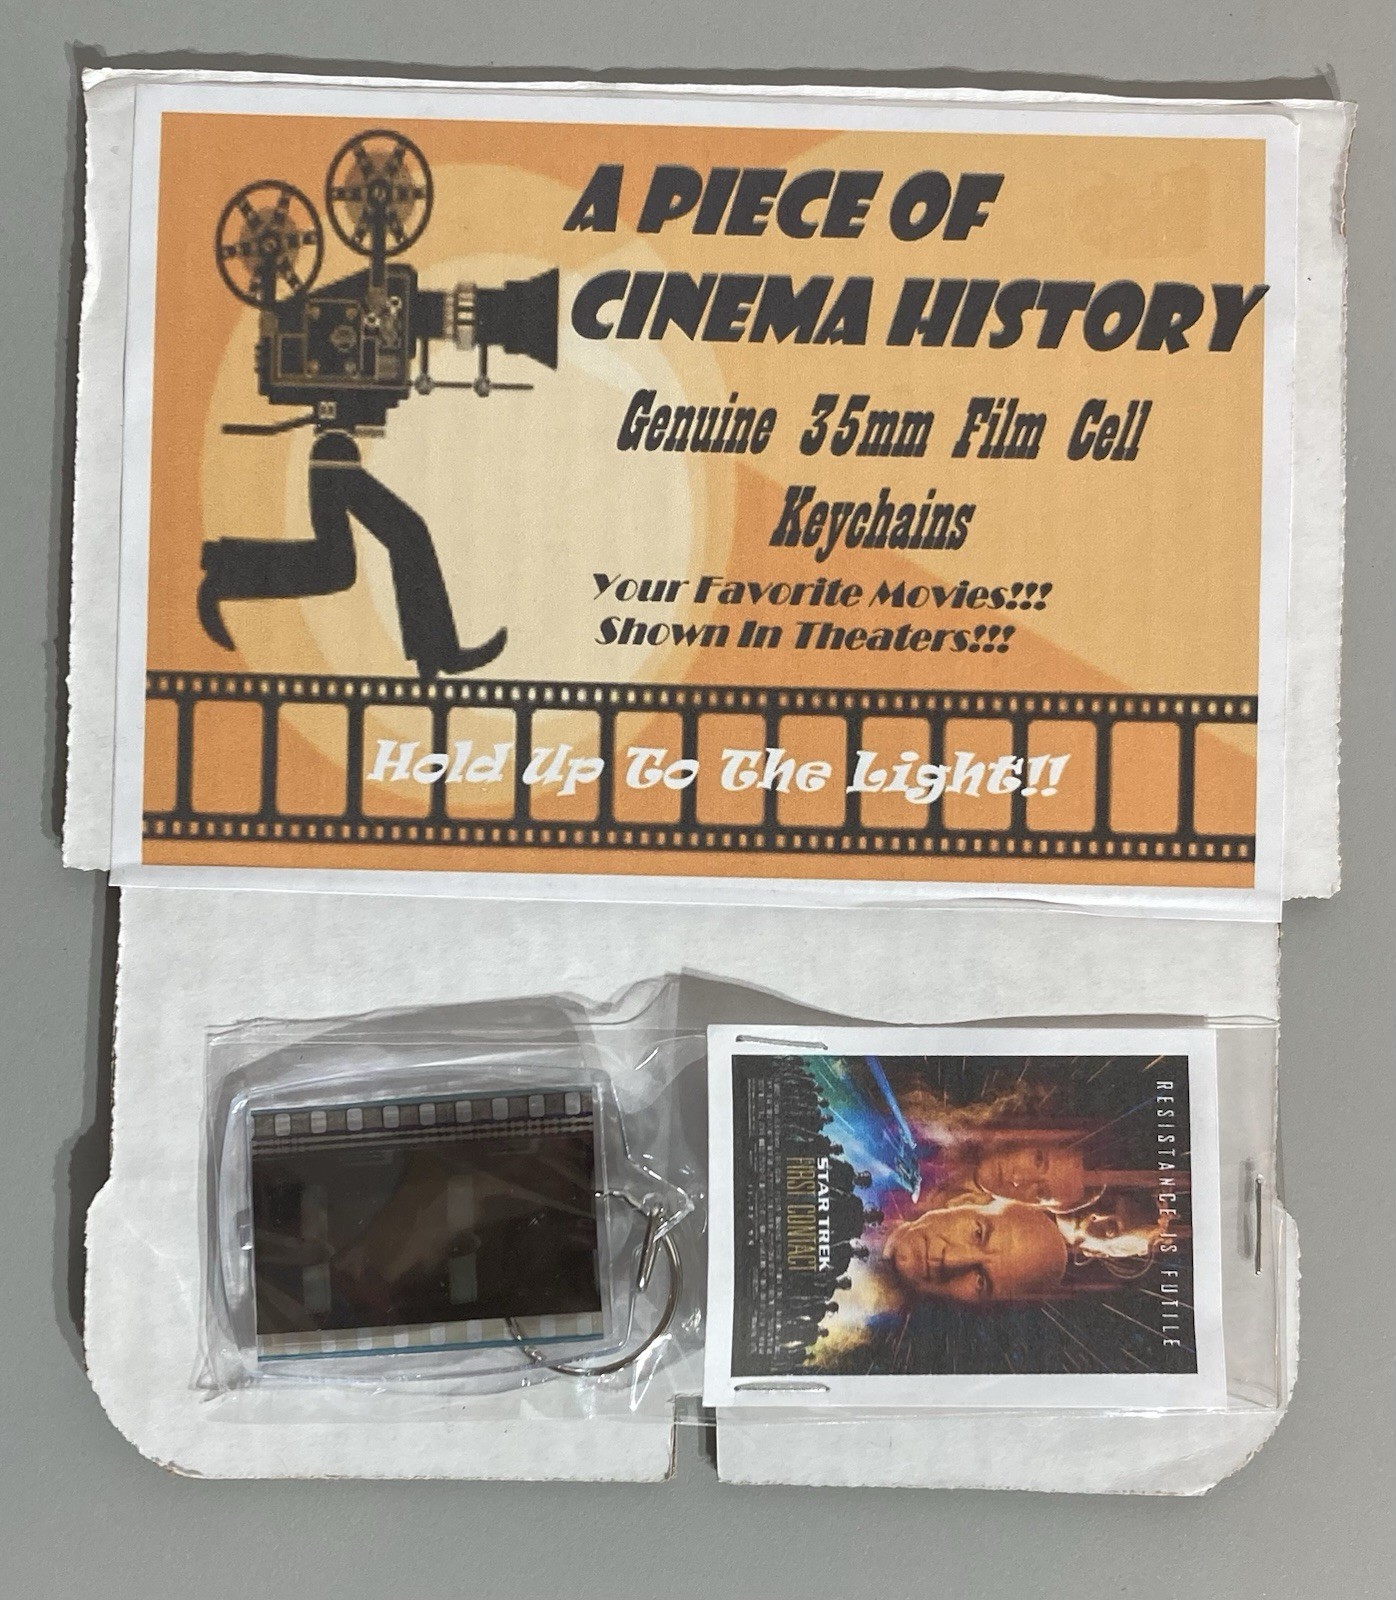 A PIECE OF
CINEMA HISTORY
Genuine 35mm Film Cell
Keychains
Your Favorite Movies!!!
Shown In Theaters!!!
Hold Up To The Light!!
RESISTANCE IS FUTILE
STAR TREK
FIRST CONTACT